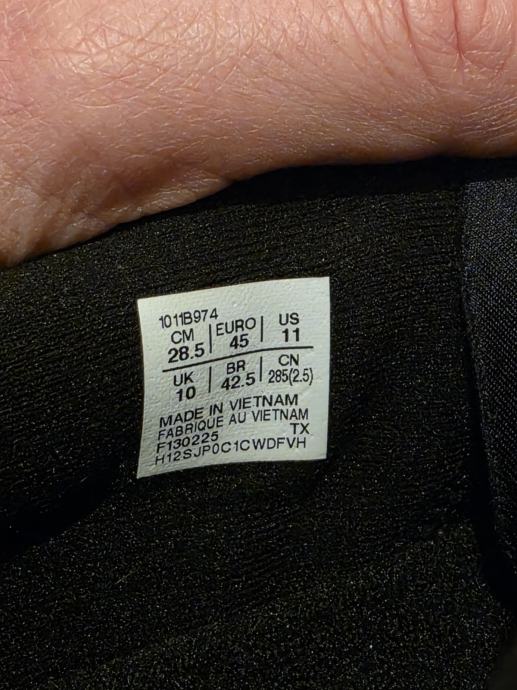 1011B974
CM EURO US
28.5 45 11
UK BR CN
10 42.5 285(2.5)
MADE IN VIETNAM
FABRIQUE AU VIETNAM
F130225 TX
H12SJP0C1CWDFVH